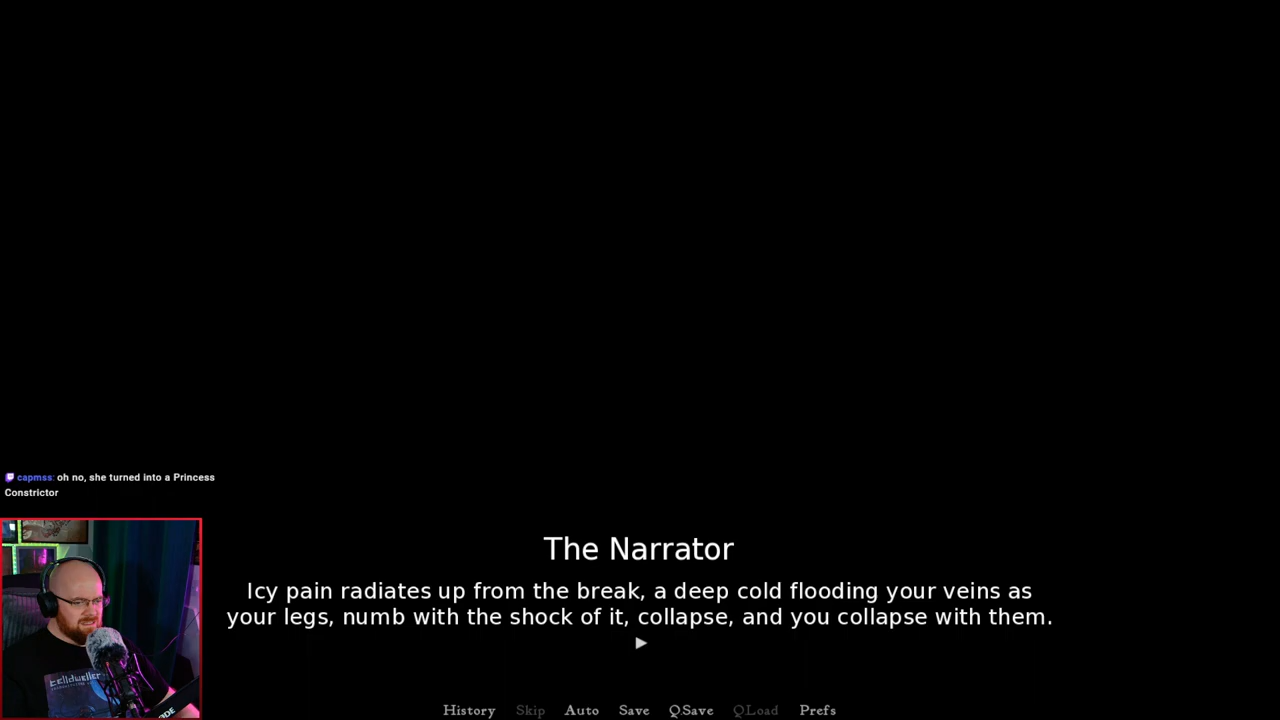 capmss: oh no, she turned into a Princess
Constrictor
The Narrator
Icy pain radiates up from the break, a deep cold flooding your veins as
your legs, numb with the shock of it, collapse, and you collapse with them.
History Skip Auto Save Q.Save Q.Load Prefs